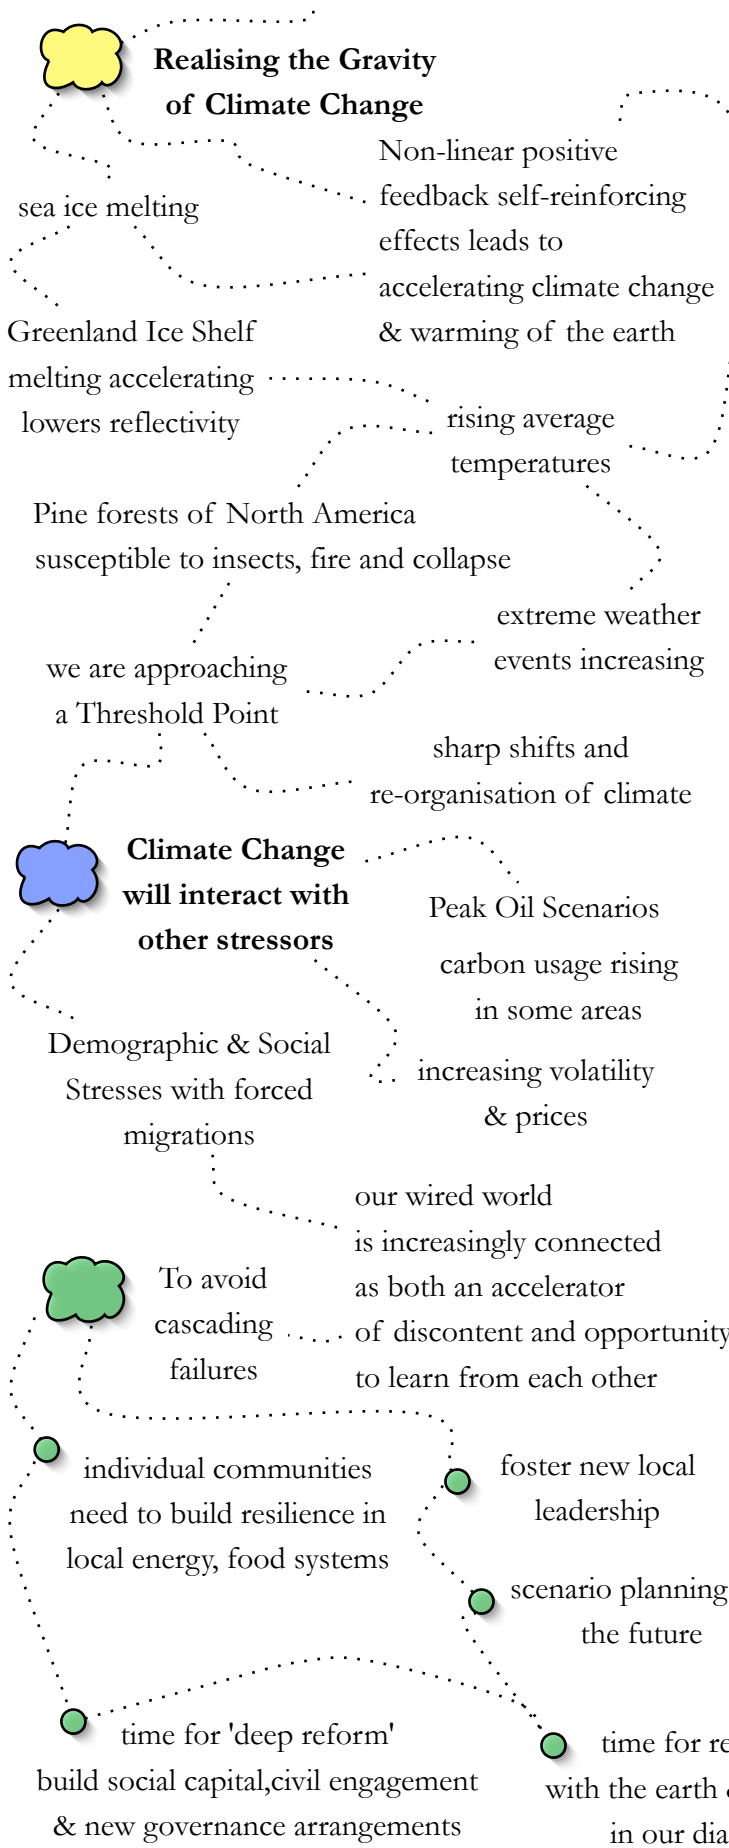 Realising the Gravity
of Climate Change
Non-linear positive
feedback self-reinforcing
effects leads to
accelerating climate change
& warming of the earth
sea ice melting
Greenland Ice Shelf
melting accelerating
lowers reflectivity
rising average
temperatures
Pine forests of North America
susceptible to insects, fire and collapse
extreme weather
events increasing
we are approaching
a Threshold Point
sharp shifts and
re-organisation of climate
Climate Change
will interact with
other stressors
Peak Oil Scenarios
carbon usage rising
in some areas
increasing volatility
& prices
Demographic & Social
Stresses with forced
migrations
our wired world
is increasingly connected
as both an accelerator
of discontent and opportunity
to learn from each other
To avoid
cascading
failures
individual communities
need to build resilience in
local energy, food systems
foster new local
leadership
scenario planning
the future
time for 'deep reform'
build social capital,civil engagement
& new governance arrangements
time for
with the earth
in our